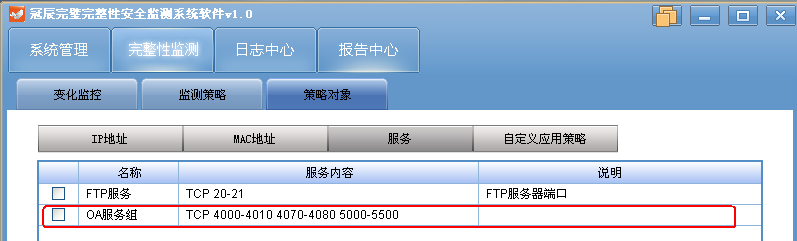 冠辰完璧完整性安全监测系统软件v1.0
系统管理 完整性监测 日志中心 报告中心
变化监控 监测策略 策略对象
IP地址 MAC地址 服务 自定义应用策略
名称 服务内容 说明
FTP服务 TCP 20-21 FTP服务器端口
OA服务组 TCP 4000-4010 4070-4080 5000-5500